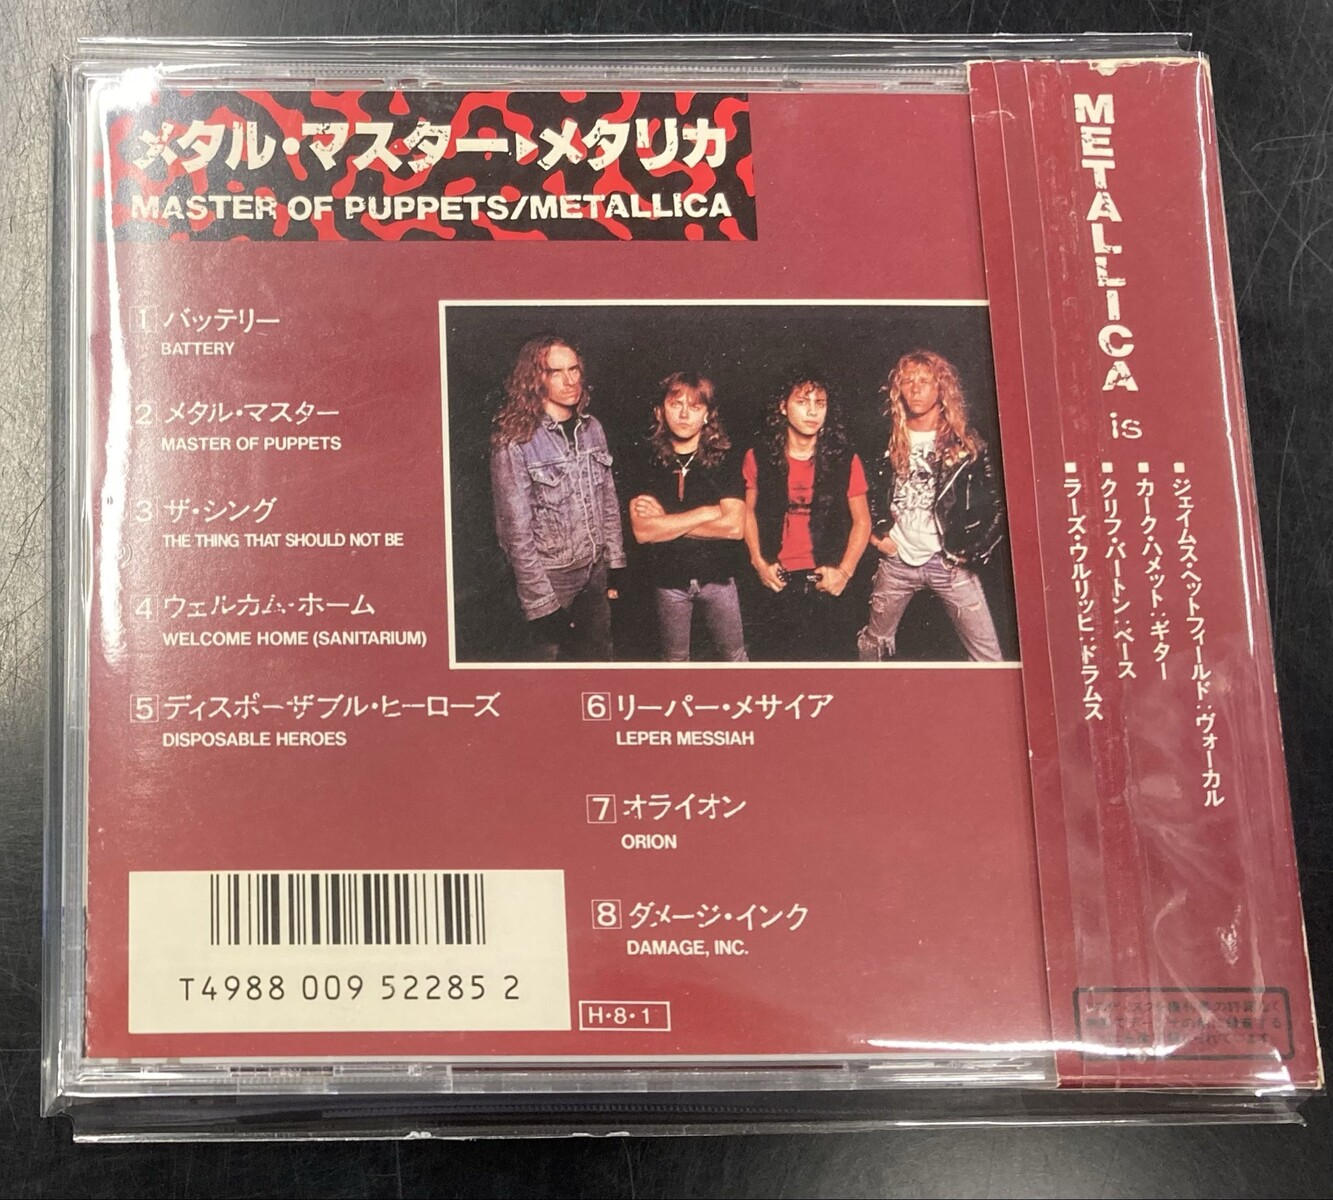 メタル・マスター▶メタリカ
MASTER OF PUPPETS/METALLICA
1 バッテリー
BATTERY
2 メタル・マスター
MASTER OF PUPPETS
3 ザ・シング
THE THING THAT SHOULD NOT BE
4 ウェルカム・ホーム
WELCOME HOME (SANITARIUM)
5 ディスポーザブル・ヒーローズ
DISPOSABLE HEROES
6 リーパー・メサイア
LEPER MESSIAH
7 オライオン
ORION
8 ダメージ・インク
DAMAGE, INC.
T4988 009 52285 2
H・8・1
METALLICA is
■ジェイムス・ヘットフィールド：ヴォーカル
■カーク・ハメット：ギター
■クリフ・バートン：ベース
■ラーズ・ウルリッヒ：ドラムス